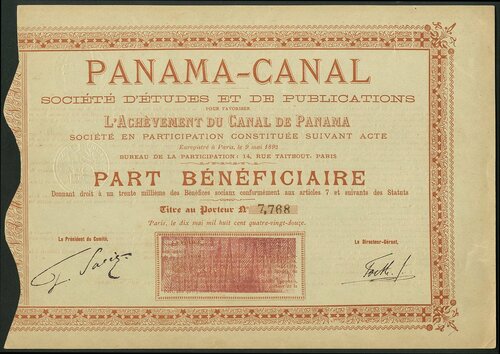 PANAMA-CANAL
SOCIÉTÉ D'ÉTUDES ET DE PUBLICATIONS
POUR FAVORISER
L'ACHÈVEMENT DU CANAL DE PANAMA
SOCIÉTÉ EN PARTICIPATION CONSTITUÉE SUIVANT ACTE
Enregistré à Paris, le 9 mai 1892
BUREAU DE LA PARTICIPATION: 14, RUE TAITBOUT, PARIS
PART BÉNÉFICIAIRE
Donnant droit à un trente millième des Bénéfices sociaux conformément aux articles 7 et suivants des Statuts
Titre au Porteur No 7,768
Paris, le dix mai mil huit cent quatre-vingt-douze.
Le Président du Comité,
Le Directeur-Gérant,